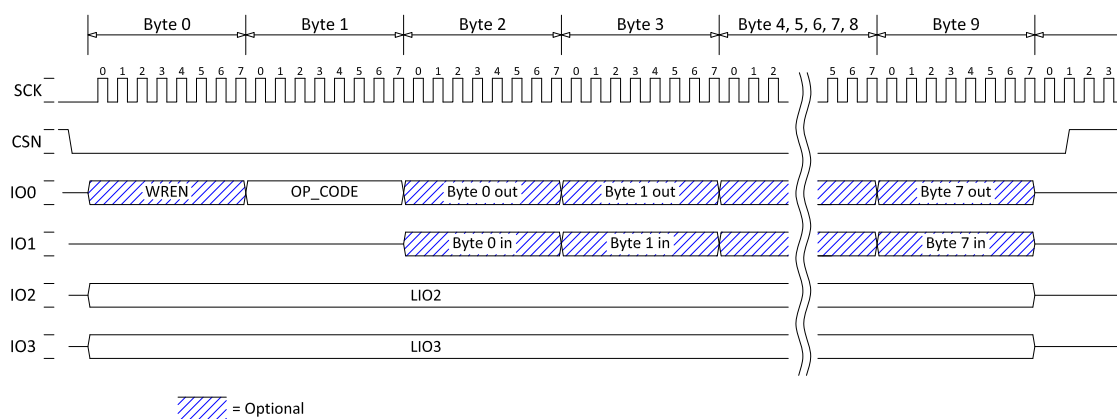 Byte 0 Byte 1 Byte 2 Byte 3 Byte 4, 5, 6, 7, 8 Byte 9
0 1 2 3 4 5 6 7 0 1 2 3 4 5 6 7 0 1 2 3 4 5 6 7 0 1 2 3 4 5 6 7 0 1 2 5 6 7 0 1 2 3 4 5 6 7 0 1 2 3
SCK
CSN
IO0 WREN OP_CODE Byte 0 out Byte 1 out Byte 7 out
IO1 Byte 0 in Byte 1 in Byte 7 in
IO2 LIO2
IO3 LIO3
= Optional